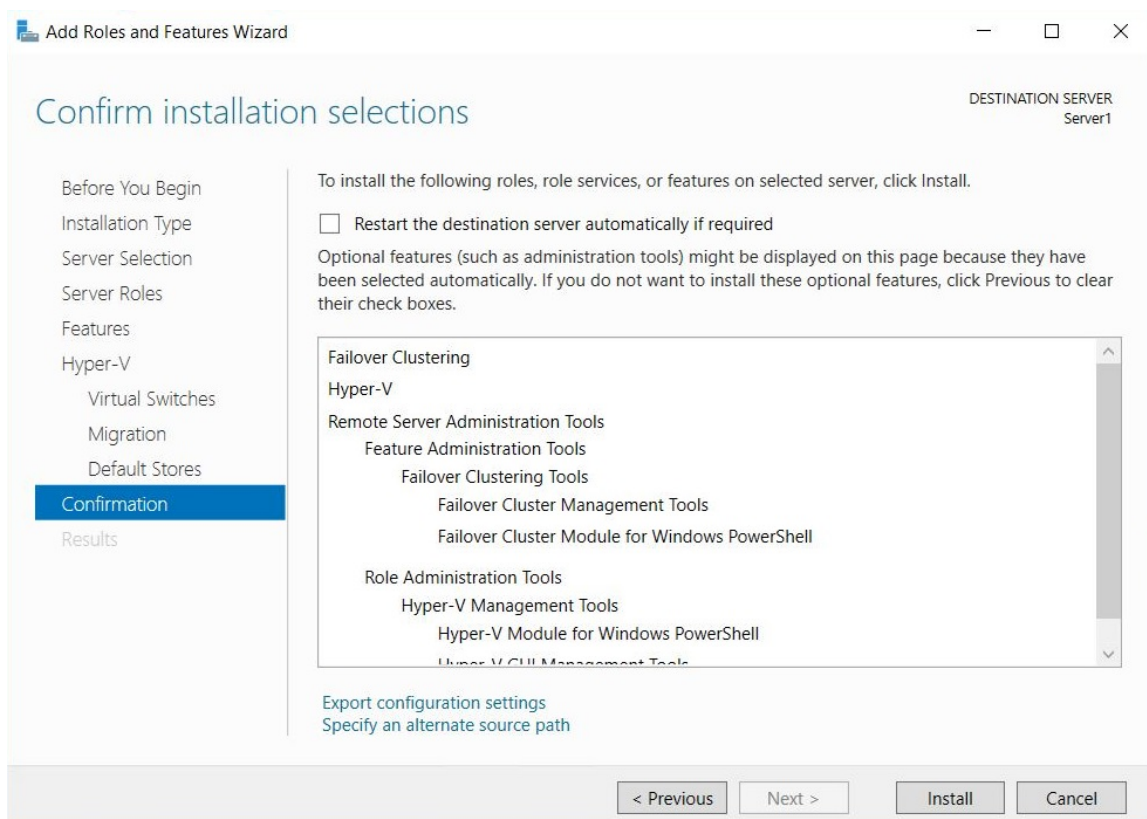 Add Roles and Features Wizard
Confirm installation selections
DESTINATION SERVER
Server1
Before You Begin
Installation Type
Server Selection
Server Roles
Features
Hyper-V
Virtual Switches
Migration
Default Stores
Confirmation
Results
To install the following roles, role services, or features on selected server, click Install.
Restart the destination server automatically if required
Optional features (such as administration tools) might be displayed on this page because they have
been selected automatically. If you do not want to install these optional features, click Previous to clear
their check boxes.
Failover Clustering
Hyper-V
Remote Server Administration Tools
Feature Administration Tools
Failover Clustering Tools
Failover Cluster Management Tools
Failover Cluster Module for Windows PowerShell
Role Administration Tools
Hyper-V Management Tools
Hyper-V Module for Windows PowerShell
Hyper-V GUI Management Tools
Export configuration settings
Specify an alternate source path
< Previous
Next >
Install
Cancel